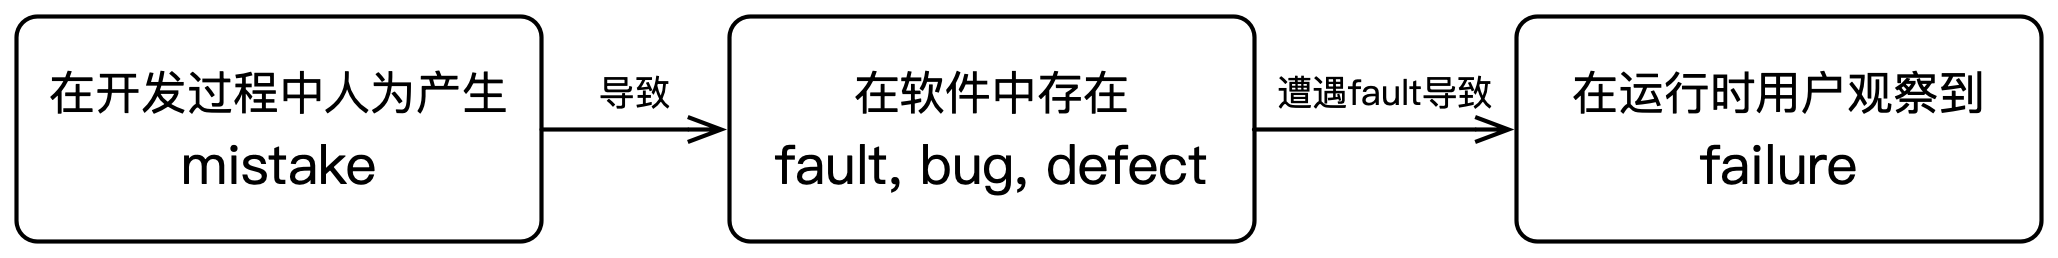 在开发过程中人为产生
mistake
导致
在软件中存在
fault, bug, defect
遭遇fault导致
在运行时用户观察到
failure